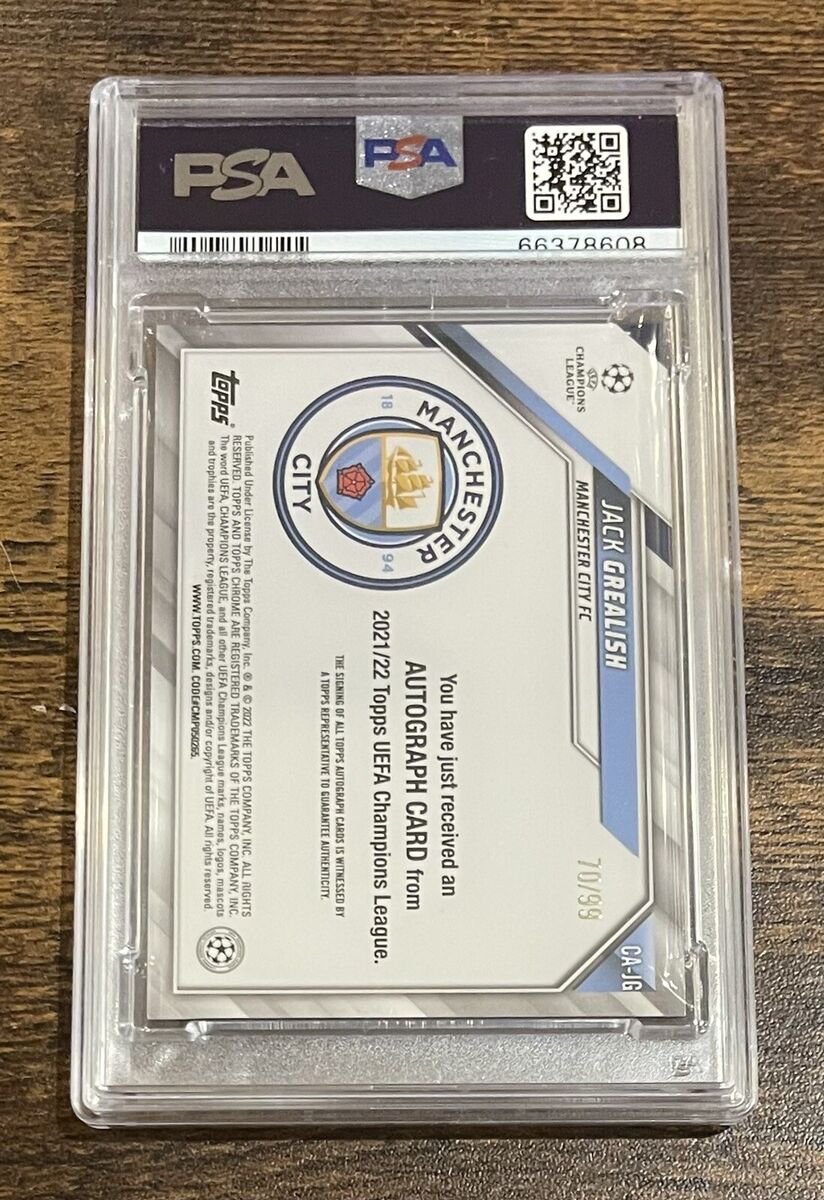 PSA
PSA
66378608
CHAMPIONS
LEAGUE
JACK GREALISH
MANCHESTER CITY FC
70/99
CA-JG
MANCHESTER
18 94
CITY
You have just received an
AUTOGRAPH CARD from
2021/22 Topps UEFA Champions League.
THE SIGNING OF ALL TOPPS AUTOGRAPH CARDS IS WITNESSED BY
A TOPPS REPRESENTATIVE TO GUARANTEE AUTHENTICITY.
topps®
Published Under License by The Topps Company, Inc. ® & © 2022 THE TOPPS COMPANY, INC. ALL RIGHTS
RESERVED. TOPPS AND TOPPS CHROME ARE REGISTERED TRADEMARKS OF THE TOPPS COMPANY, INC.
The word UEFA, CHAMPIONS LEAGUE, and all other UEFA Champions League marks, names, logos, mascots
and trophies are the property, registered trademarks, designs and/or copyright of UEFA. All rights reserved.
WWW.TOPPS.COM. CODE#CMP050265.